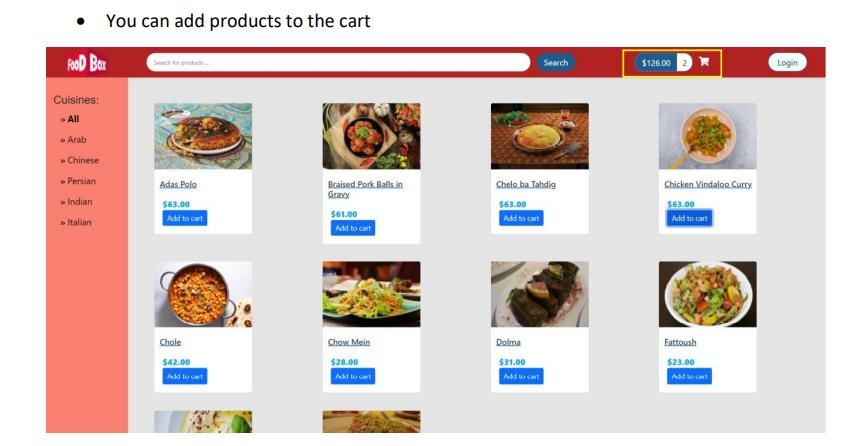 • You can add products to the cart
FooD Box
Search for products ...
Search
$126.00 2
Login
Cuisines:
» All
» Arab
» Chinese
» Persian
» Indian
» Italian
Adas Polo
$63.00
Add to cart
Braised Pork Balls in
Gravy
$61.00
Add to cart
Chelo ba Tahdig
$63.00
Add to cart
Chicken Vindaloo Curry
$63.00
Add to cart
Chole
$42.00
Add to cart
Chow Mein
$28.00
Add to cart
Dolma
$31.00
Add to cart
Fattoush
$23.00
Add to cart